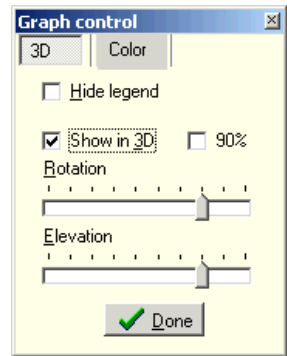 Graph control
3D Color
Hide legend
Show in 3D 90%
Rotation
Elevation
Done